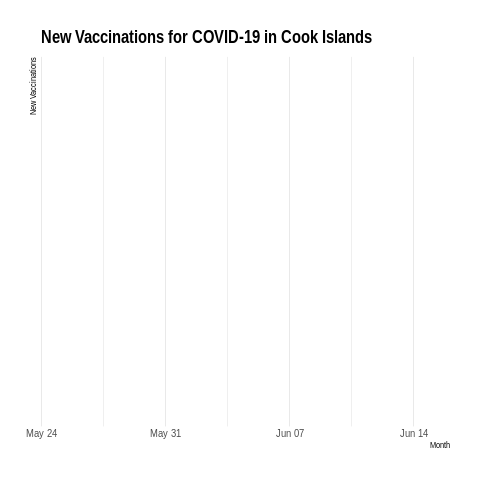 New Vaccinations for COVID-19 in Cook Islands
New Vaccinations
May 24
May 31
Jun 07
Jun 14
Month